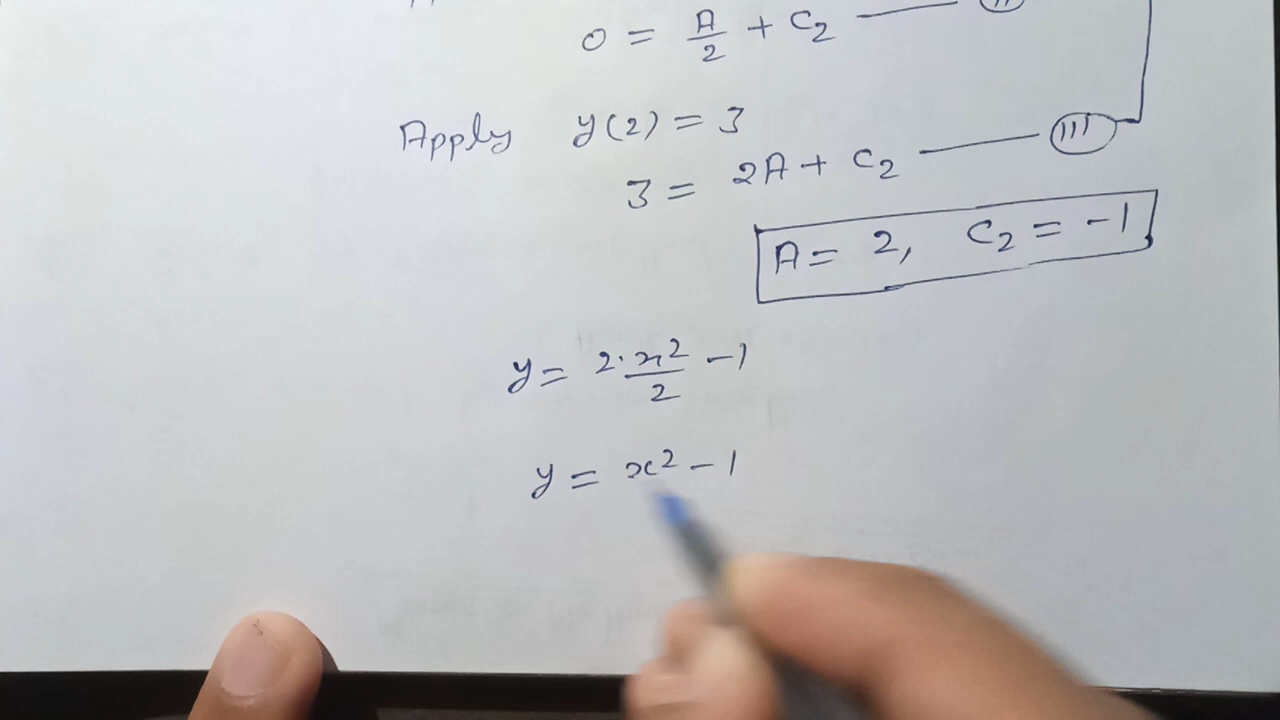 0 = A/2 + C₂ —— (II)
Apply y(2) = 3
3 = 2A + C₂ —— (III)
A = 2, C₂ = -1
y = 2·x²/2 - 1
y = x² - 1